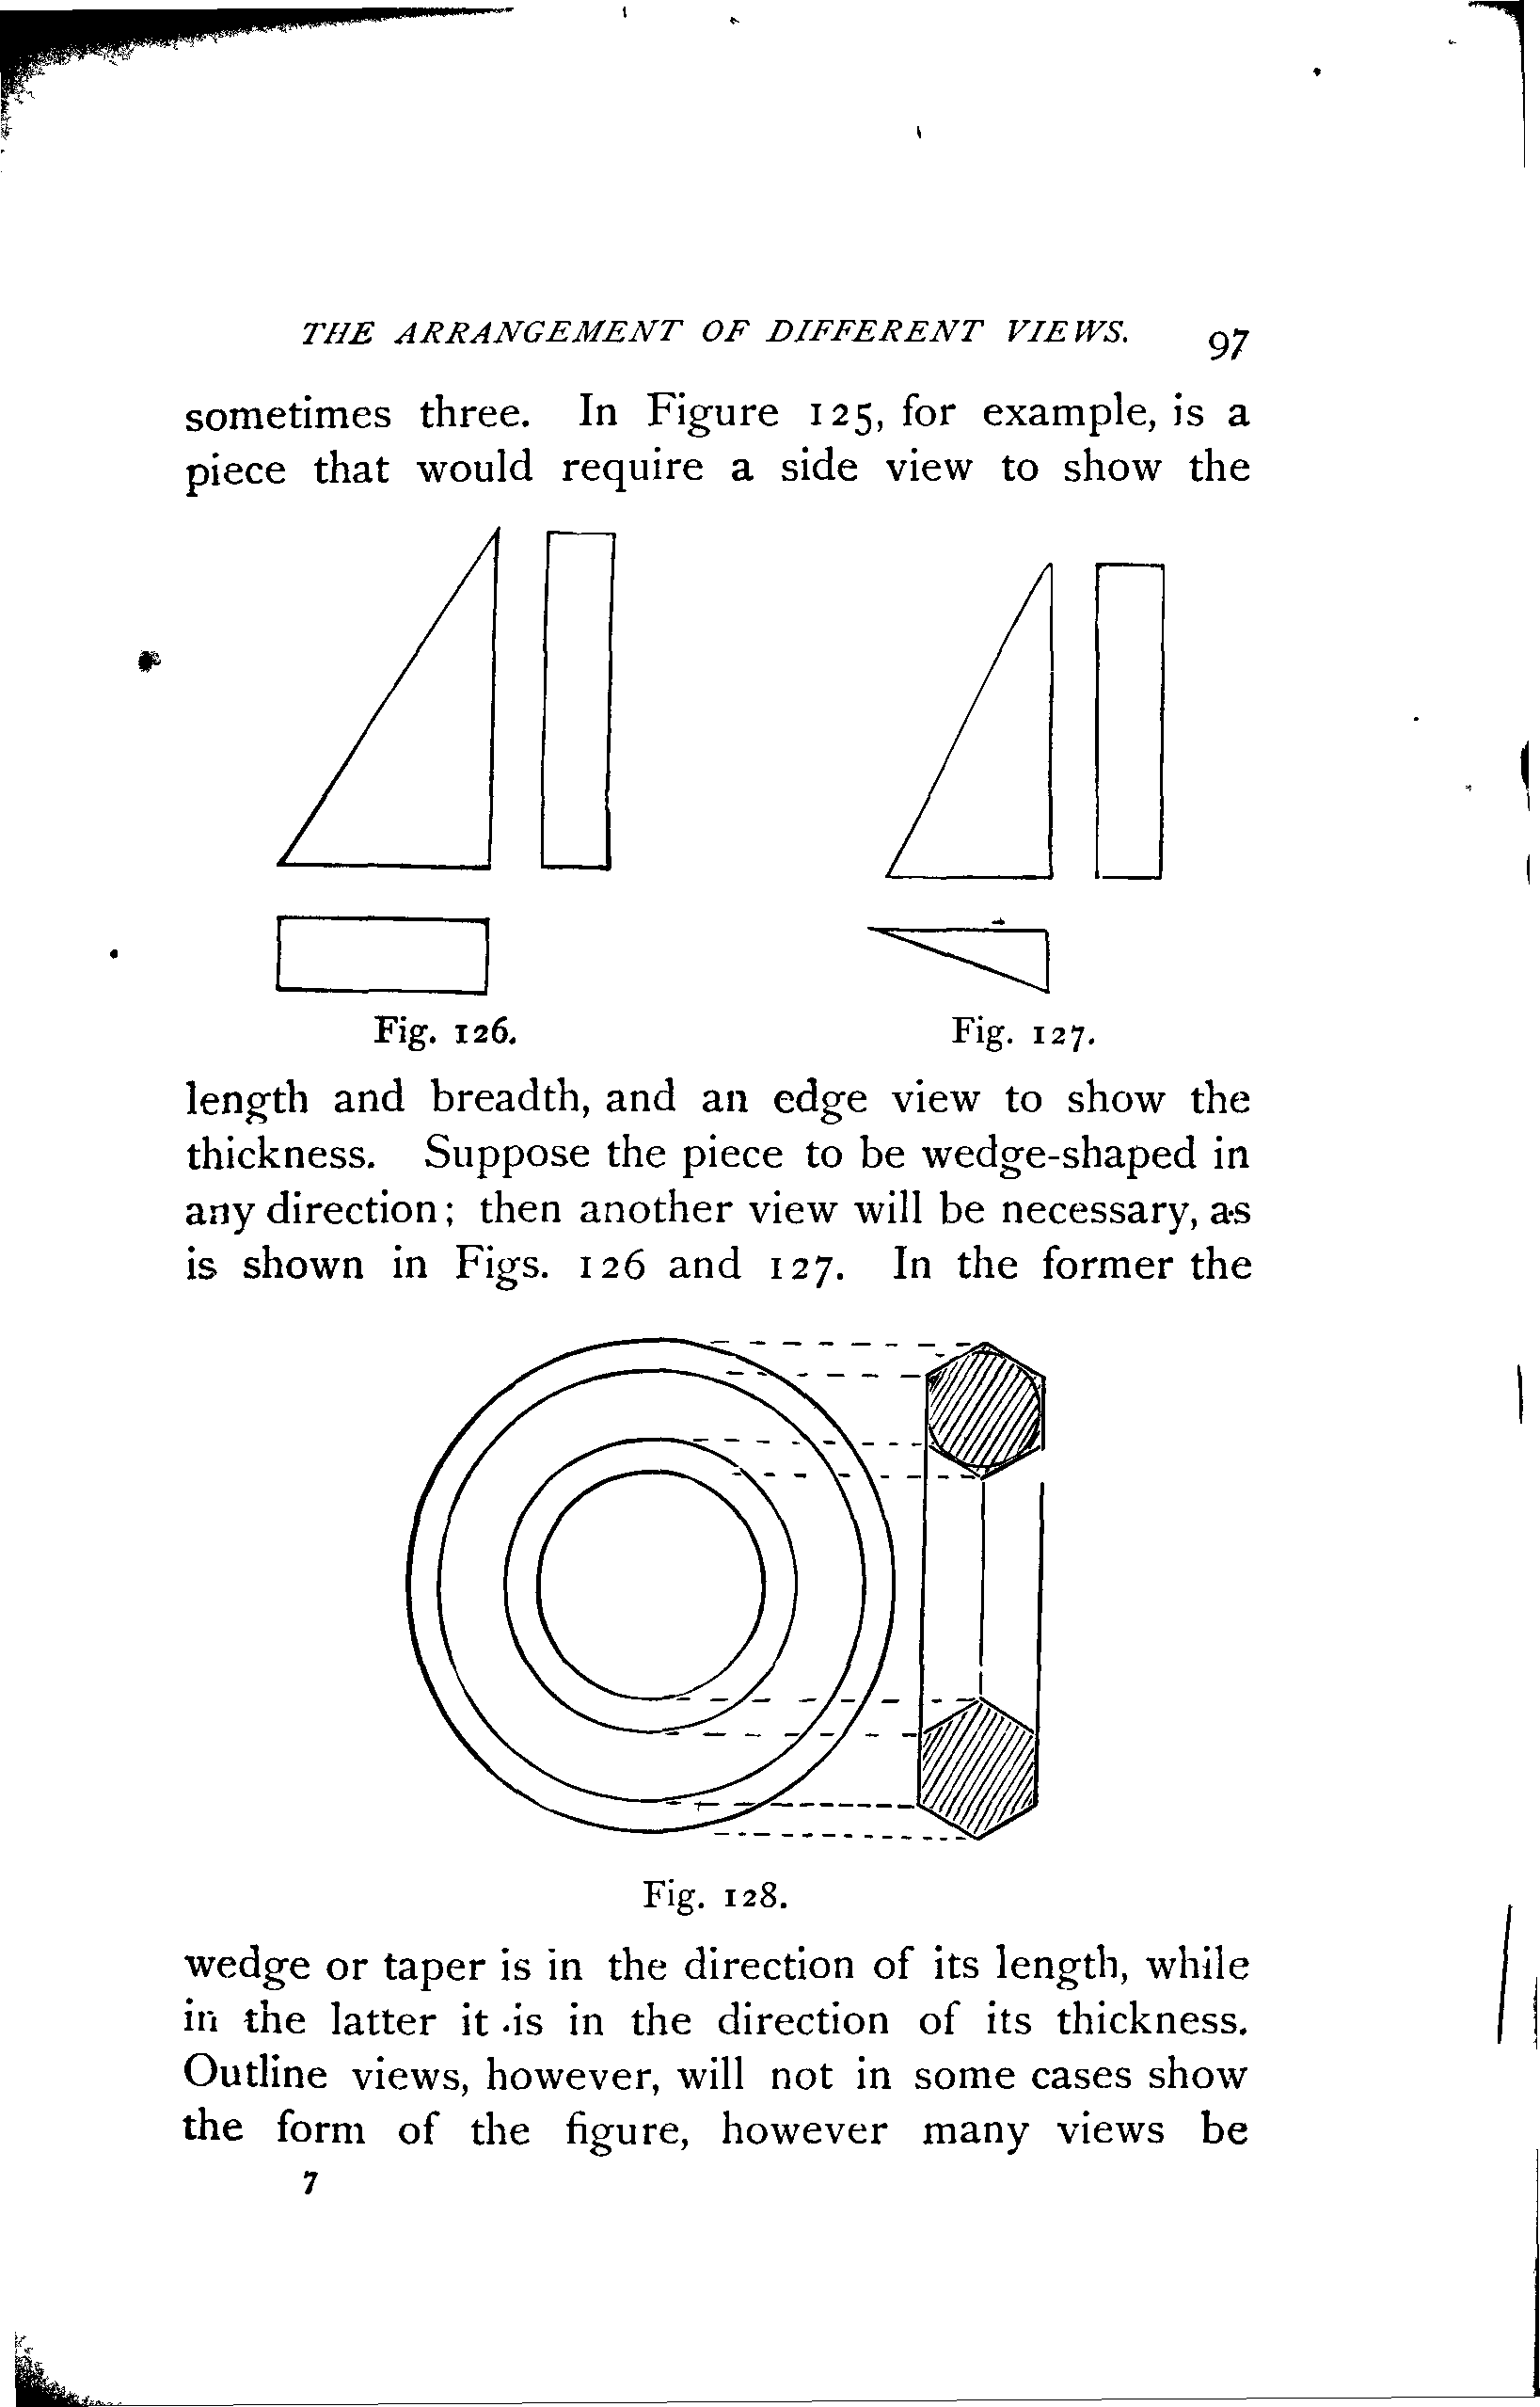 THE ARRANGEMENT OF DIFFERENT VIEWS. 97
sometimes three. In Figure 125, for example, is a
piece that would require a side view to show the
Fig. 126.
Fig. 127.
length and breadth, and an edge view to show the
thickness. Suppose the piece to be wedge-shaped in
any direction; then another view will be necessary, as
is shown in Figs. 126 and 127. In the former the
Fig. 128.
wedge or taper is in the direction of its length, while
in the latter it is in the direction of its thickness.
Outline views, however, will not in some cases show
the form of the figure, however many views be
7